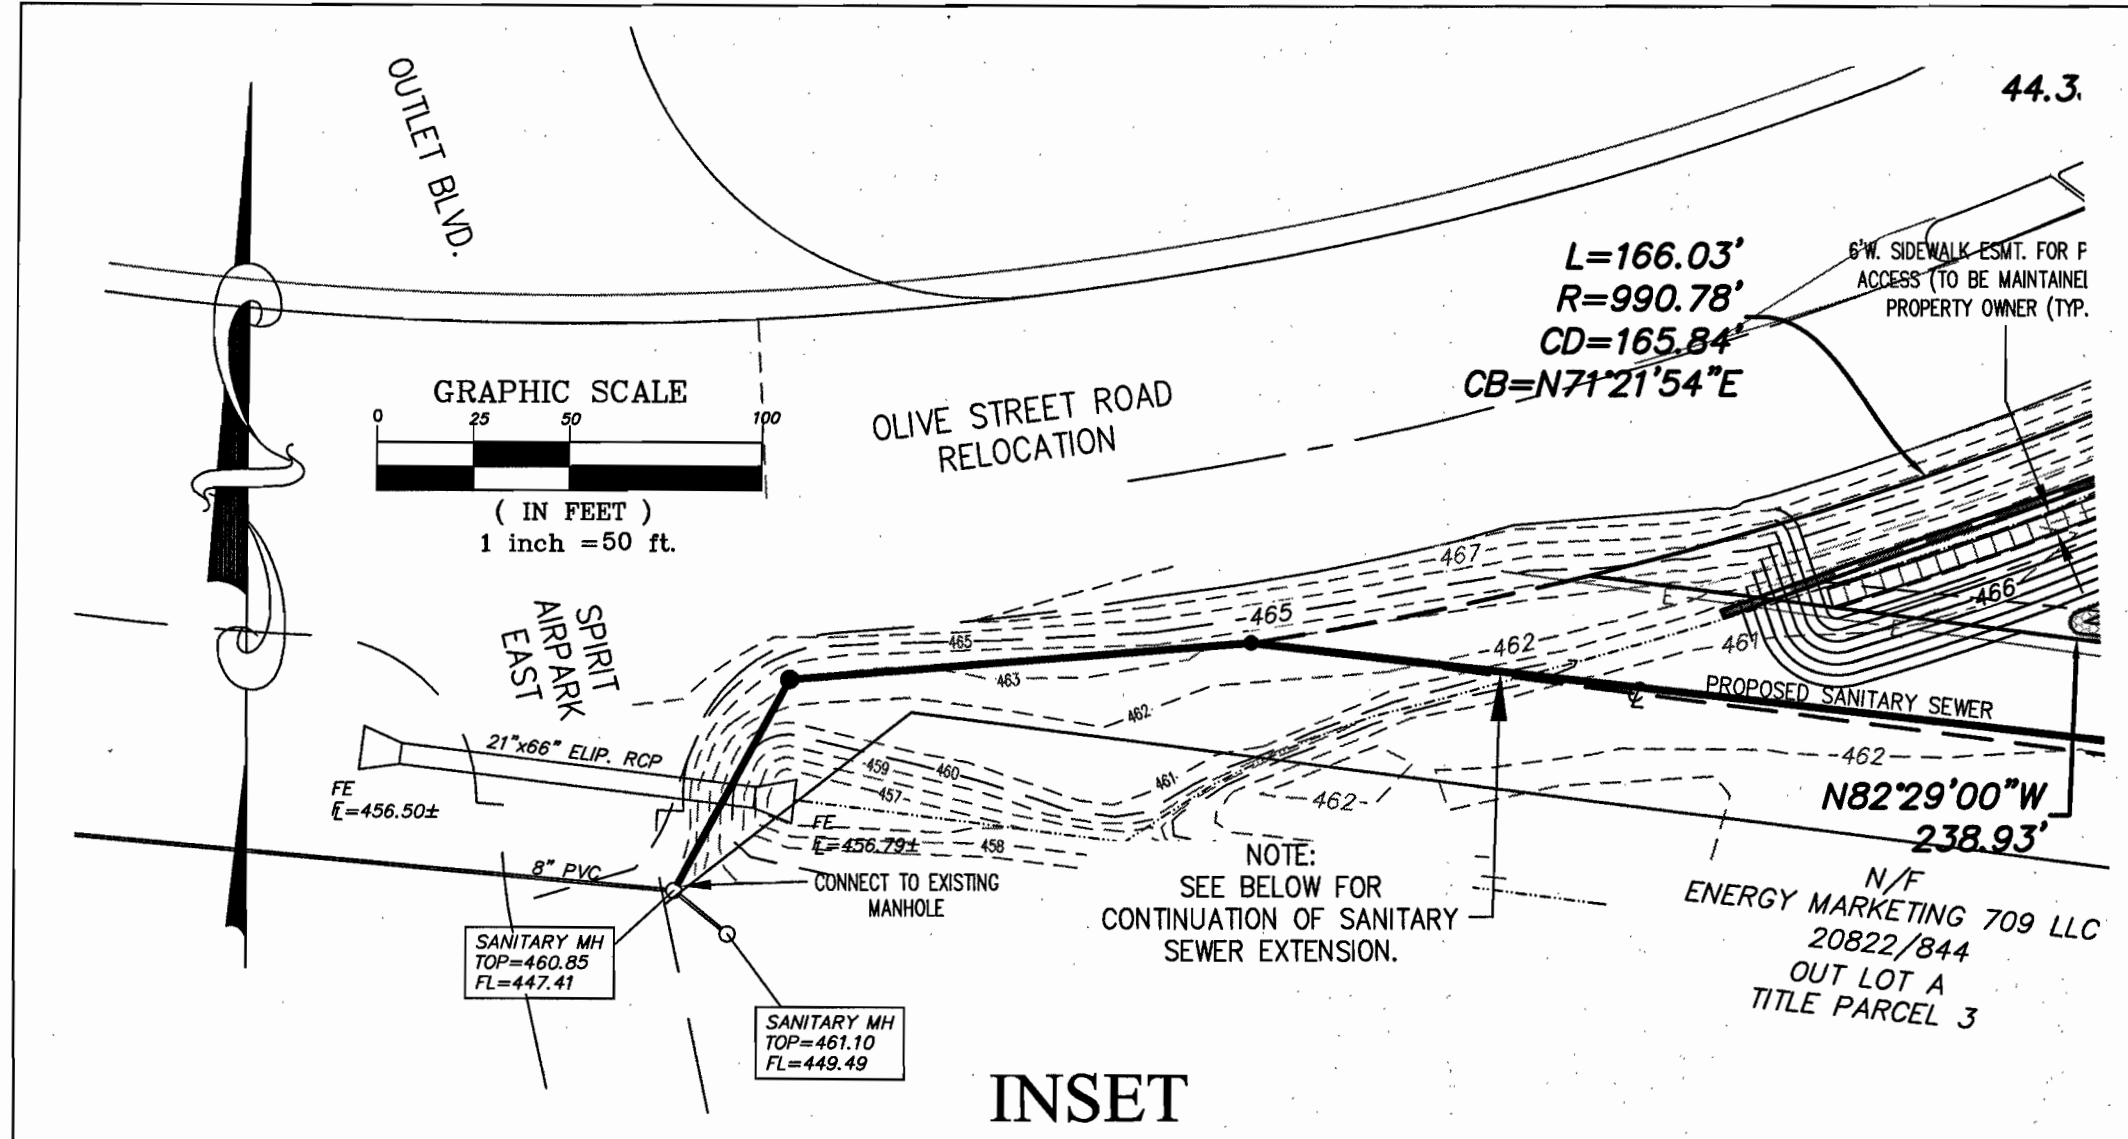 OUTLET BLVD.
44.3
L=166.03'
R=990.78'
CD=165.84'
CB=N71°21'54"E
6'W. SIDEWALK ESMT. FOR P
ACCESS (TO BE MAINTAINE
PROPERTY OWNER (TYP.
GRAPHIC SCALE
0 25 50 100
( IN FEET )
1 inch =50 ft.
OLIVE STREET ROAD
RELOCATION
SPIRIT
AIRPARK
EAST
467
465
465
463
462
462
461
466
PROPOSED SANITARY SEWER
459
460
457
461
462
462
458
21"x66" ELIP. RCP
FE
FL=456.50±
FE
FL=456.79±
8" PVC
CONNECT TO EXISTING
MANHOLE
NOTE:
SEE BELOW FOR
CONTINUATION OF SANITARY
SEWER EXTENSION.
N82°29'00"W
238.93'
N/F
ENERGY MARKETING 709 LLC
20822/844
OUT LOT A
TITLE PARCEL 3
SANITARY MH
TOP=460.85
FL=447.41
SANITARY MH
TOP=461.10
FL=449.49
INSET